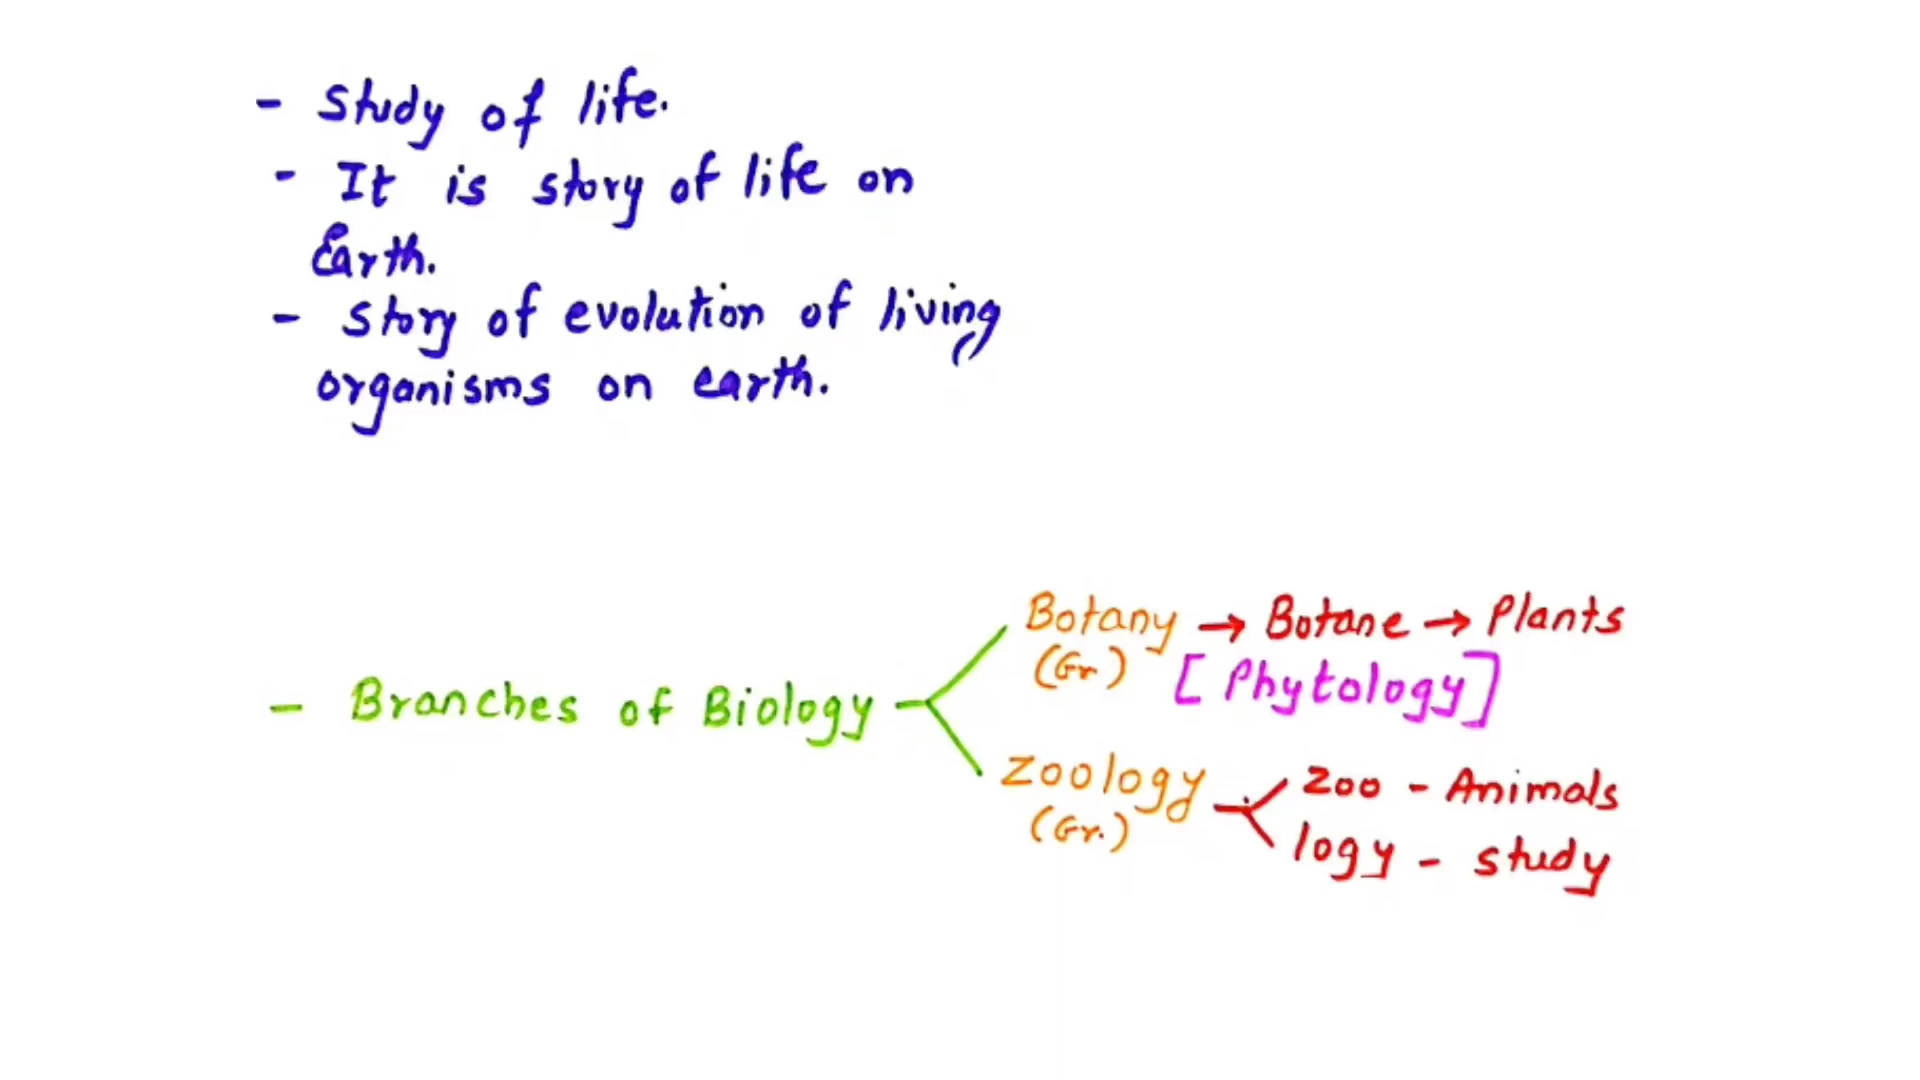 - Study of life.
- It is story of life on
Earth.
- Story of evolution of living
organisms on earth.
Botany → Botane → Plants
(Gr.) [Phytology]
- Branches of Biology
Zoology Zoo - Animals
(Gr.) logy - study